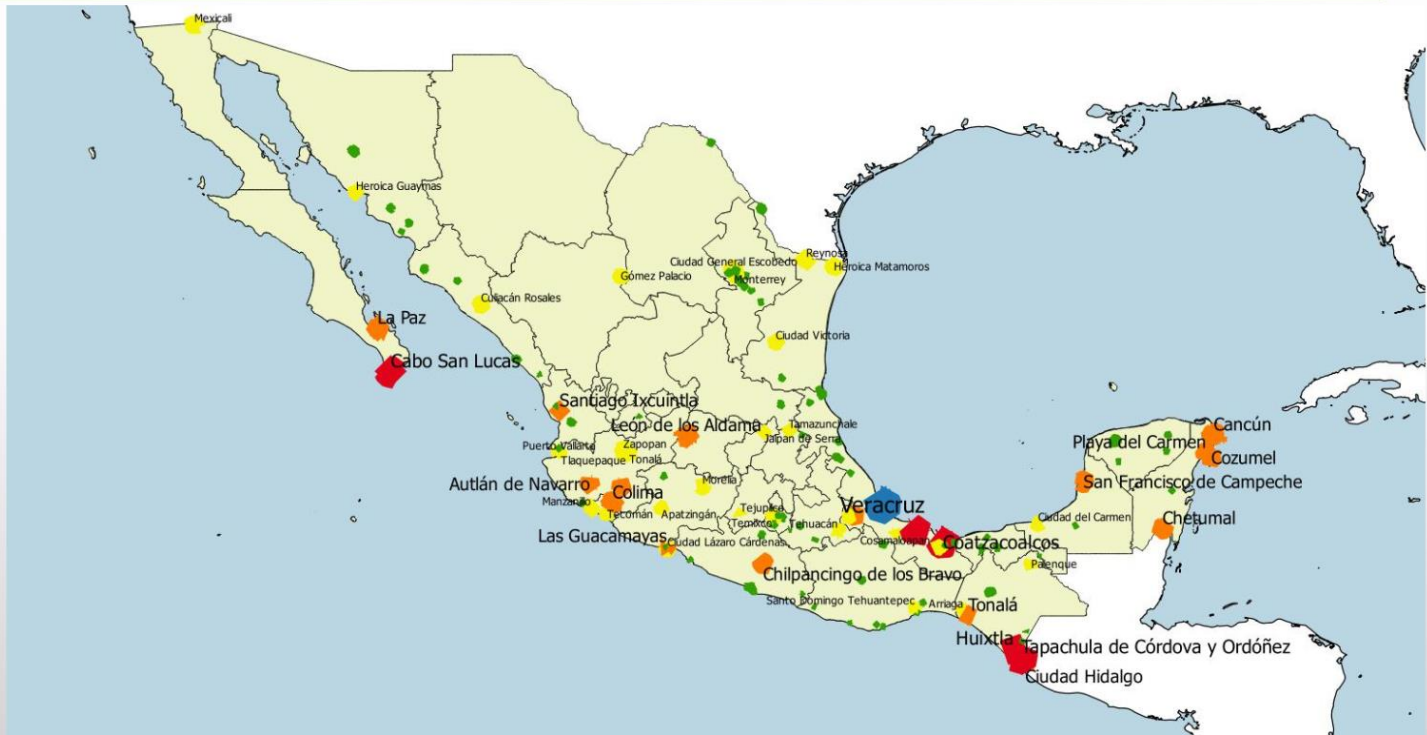 Mexicali
Heroica Guaymas
Ciudad General Escobedo
Reynosa
Heroica Matamoros
Gómez Palacio
Monterrey
Culiacán Rosales
La Paz
Ciudad Victoria
Cabo San Lucas
Santiago Ixcuintla
León de los Aldama
Tamazunchale
Jalpan de Serra
Cancún
Playa del Carmen
Puerto Vallarta
Zapopan
Tlaquepaque
Tonalá
Cozumel
Autlán de Navarro
Morelia
San Francisco de Campeche
Colima
Manzanillo
Tecomán
Apatzingán
Tejupilco
Veracruz
Temixco
Tehuacán
Ciudad del Carmen
Chetumal
Las Guacamayas
Ciudad Lázaro Cárdenas
Cosamaloapan
Coatzacoalcos
Palenque
Chilpancingo de los Bravo
Santo Domingo Tehuantepec
Arriaga
Tonalá
Huixtla
Tapachula de Córdova y Ordóñez
Ciudad Hidalgo